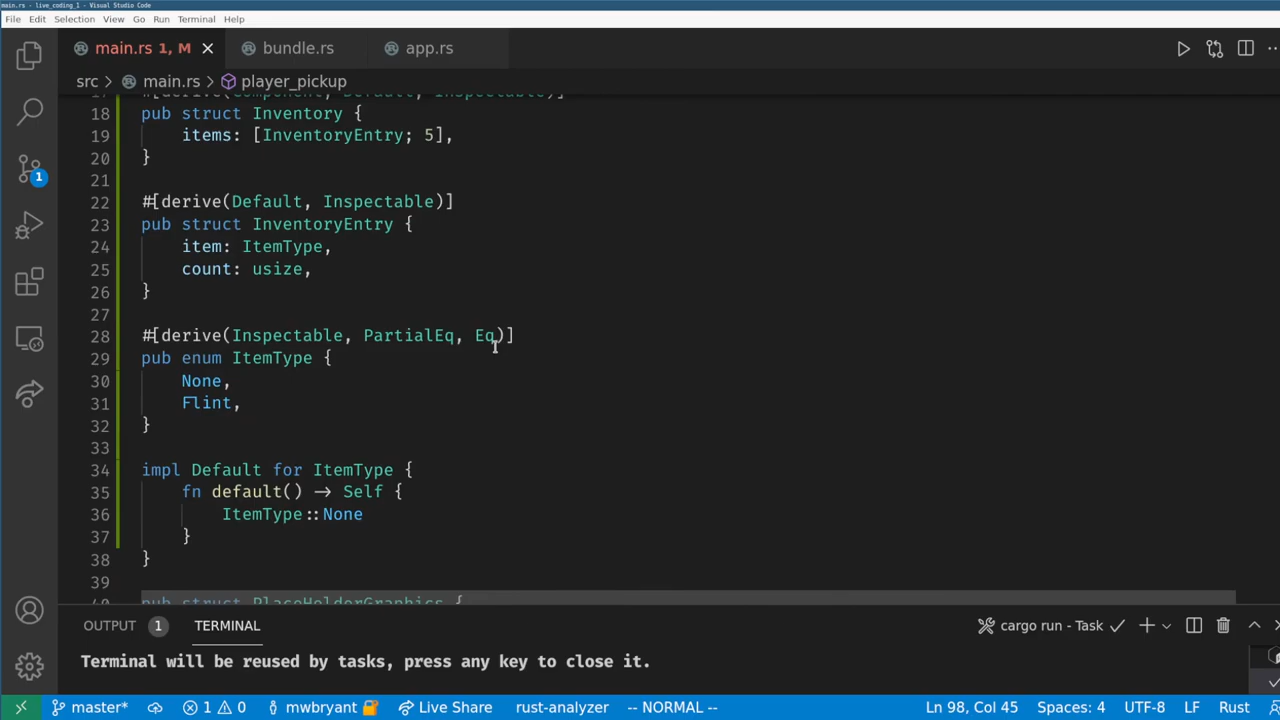 main.rs - live_coding_1 - Visual Studio Code
File Edit Selection View Go Run Terminal Help
main.rs 1, M
bundle.rs
app.rs
src > main.rs > player_pickup
17 #[derive(Component, Default, Inspectable)]
18 pub struct Inventory {
19 items: [InventoryEntry; 5],
20 }
21
22 #[derive(Default, Inspectable)]
23 pub struct InventoryEntry {
24 item: ItemType,
25 count: usize,
26 }
27
28 #[derive(Inspectable, PartialEq, Eq)]
29 pub enum ItemType {
30 None,
31 Flint,
32 }
33
34 impl Default for ItemType {
35 fn default() → Self {
36 ItemType::None
37 }
38 }
39
40 pub struct PlaceHolderGraphics {
1
OUTPUT 1 TERMINAL
cargo run - Task
Terminal will be reused by tasks, press any key to close it.
master* 1 0 mwbryant Live Share rust-analyzer -- NORMAL -- Ln 98, Col 45 Spaces: 4 UTF-8 LF Rust